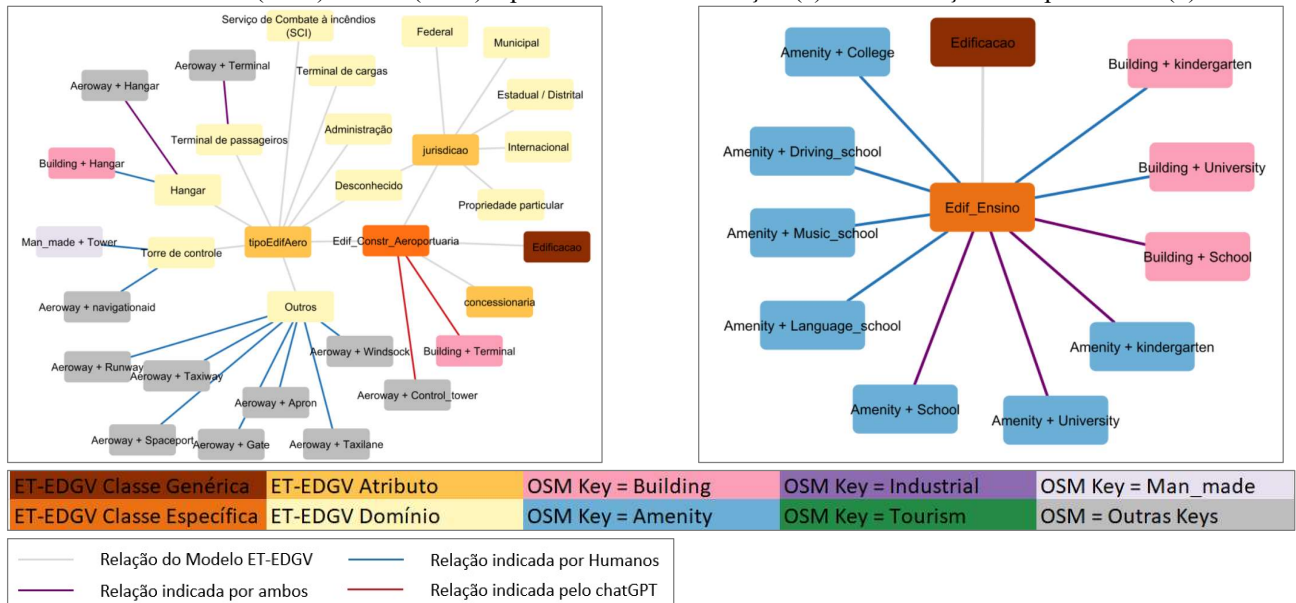 Serviço de Combate à incêndios
(SCI)
Federal
Municipal
Aeroway + Terminal
Terminal de cargas
Aeroway + Hangar
Estadual / Distrital
Administração
Terminal de passageiros
jurisdicao
Internacional
Building + Hangar
Hangar
Desconhecido
Propriedade particular
Man_made + Tower
Torre de controle
tipoEdifAero
Edif_Constr_Aeroportuaria
Edificacao
Aeroway + navigationaid
Outros
concessionaria
Aeroway + Windsock
Building + Terminal
Aeroway + Runway
Aeroway + Taxiway
Aeroway + Control_tower
Aeroway + Apron
Aeroway + Spaceport
Aeroway + Gate
Aeroway + Taxilane
Edificacao
Amenity + College
Building + kindergarten
Amenity + Driving_school
Building + University
Edif_Ensino
Amenity + Music_school
Building + School
Amenity + Language_school
Amenity + kindergarten
Amenity + School
Amenity + University
ET-EDGV Classe Genérica ET-EDGV Atributo OSM Key = Building OSM Key = Industrial OSM Key = Man_made
ET-EDGV Classe Específica ET-EDGV Domínio OSM Key = Amenity OSM Key = Tourism OSM = Outras Keys
Relação do Modelo ET-EDGV Relação indicada por Humanos
Relação indicada por ambos Relação indicada pelo chatGPT